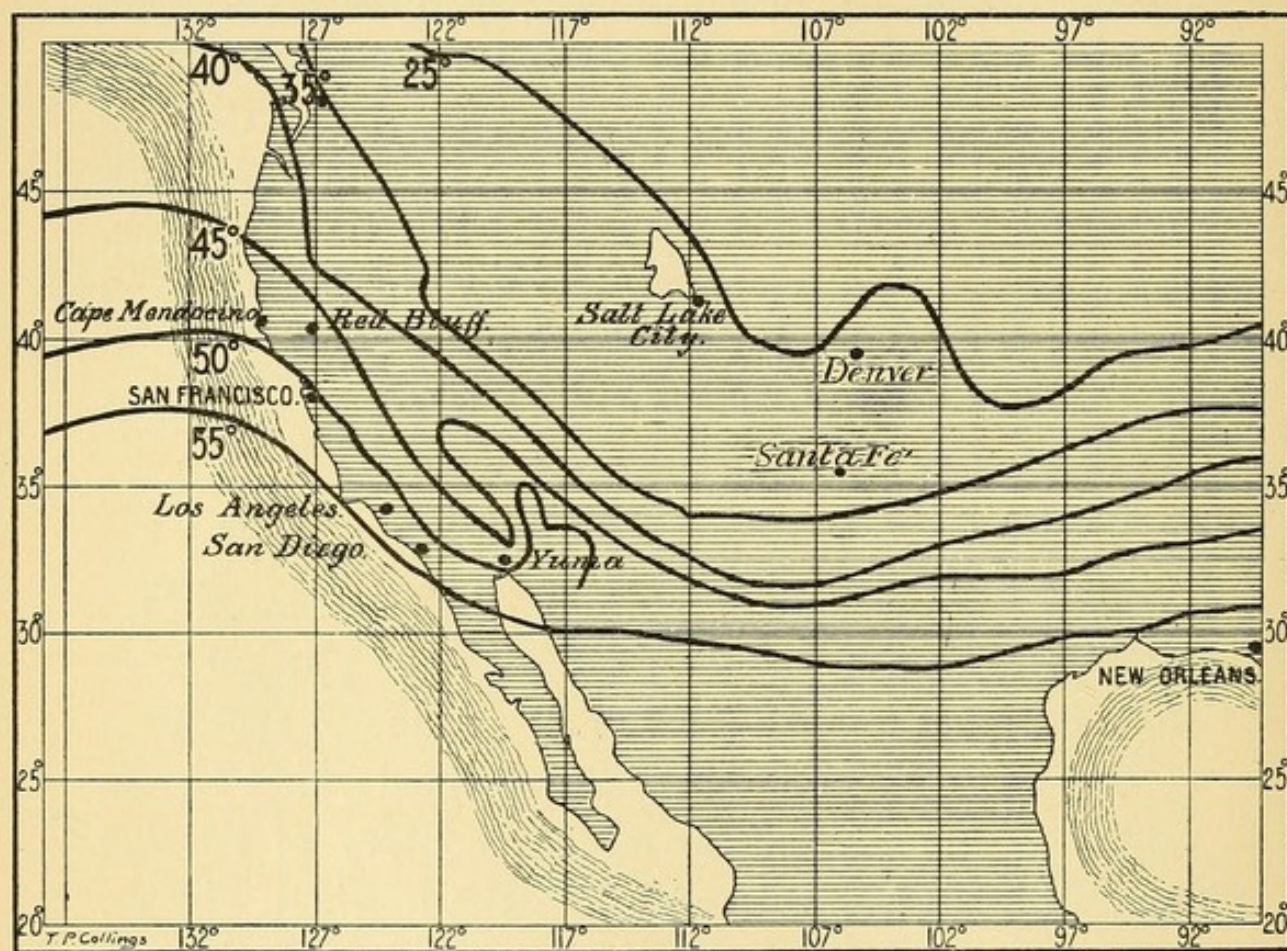 132° 127° 122° 117° 112° 107° 102° 97° 92°
40° 35° 25°
45° 45°
45°
Cape Mendocino
Red Bluff.
Salt Lake
City.
40° 40°
50°
Denver
SAN FRANCISCO.
55°
Santa Fe'
35° 35°
Los Angeles.
San Diego.
Yuma
30° 30°
NEW ORLEANS.
25° 25°
20° 20°
T. P. Collings
132° 127° 122° 117° 112° 107° 102° 97° 92°